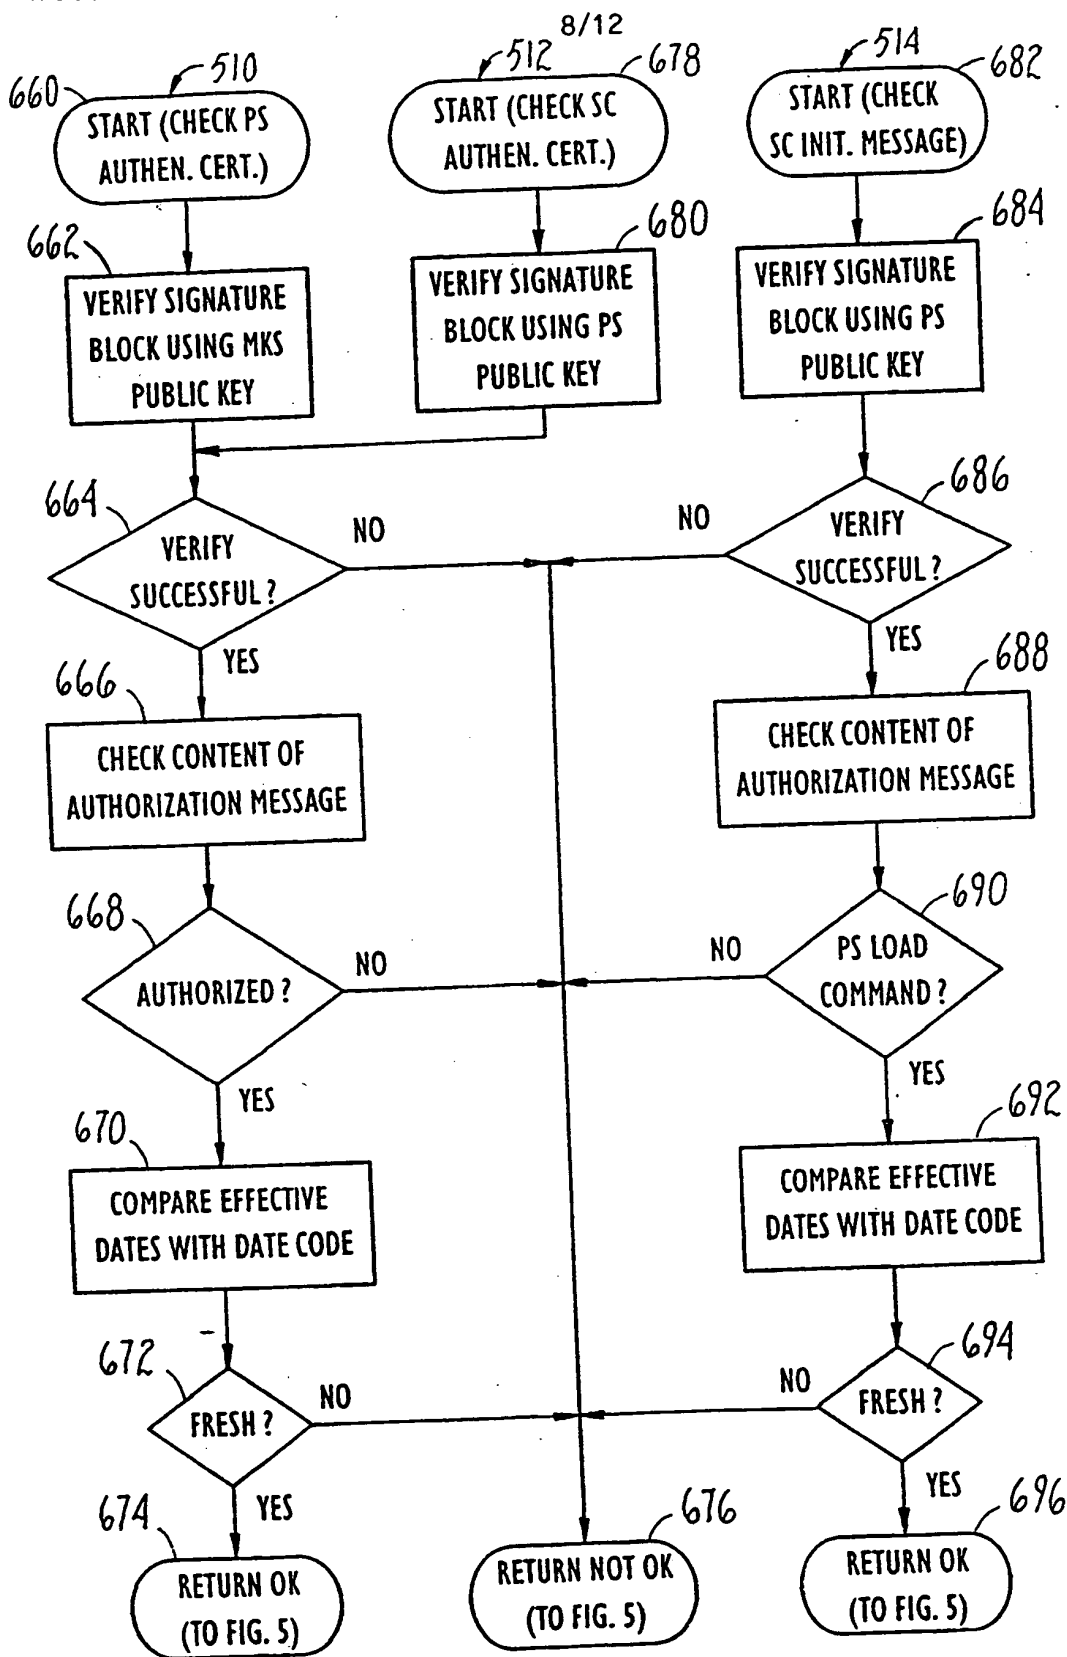 8/12
510
512
678
514
682
660
START (CHECK PS
AUTHEN. CERT.)
START (CHECK SC
AUTHEN. CERT.)
START (CHECK
SC INIT. MESSAGE)
662
680
684
VERIFY SIGNATURE
BLOCK USING MKS
PUBLIC KEY
VERIFY SIGNATURE
BLOCK USING PS
PUBLIC KEY
VERIFY SIGNATURE
BLOCK USING PS
PUBLIC KEY
664
686
VERIFY
SUCCESSFUL ?
NO
NO
VERIFY
SUCCESSFUL ?
YES
YES
666
688
CHECK CONTENT OF
AUTHORIZATION MESSAGE
CHECK CONTENT OF
AUTHORIZATION MESSAGE
668
690
AUTHORIZED ?
NO
NO
PS LOAD
COMMAND ?
YES
YES
670
692
COMPARE EFFECTIVE
DATES WITH DATE CODE
COMPARE EFFECTIVE
DATES WITH DATE CODE
672
694
FRESH ?
NO
NO
FRESH ?
YES
YES
674
676
696
RETURN OK
(TO FIG. 5)
RETURN NOT OK
(TO FIG. 5)
RETURN OK
(TO FIG. 5)